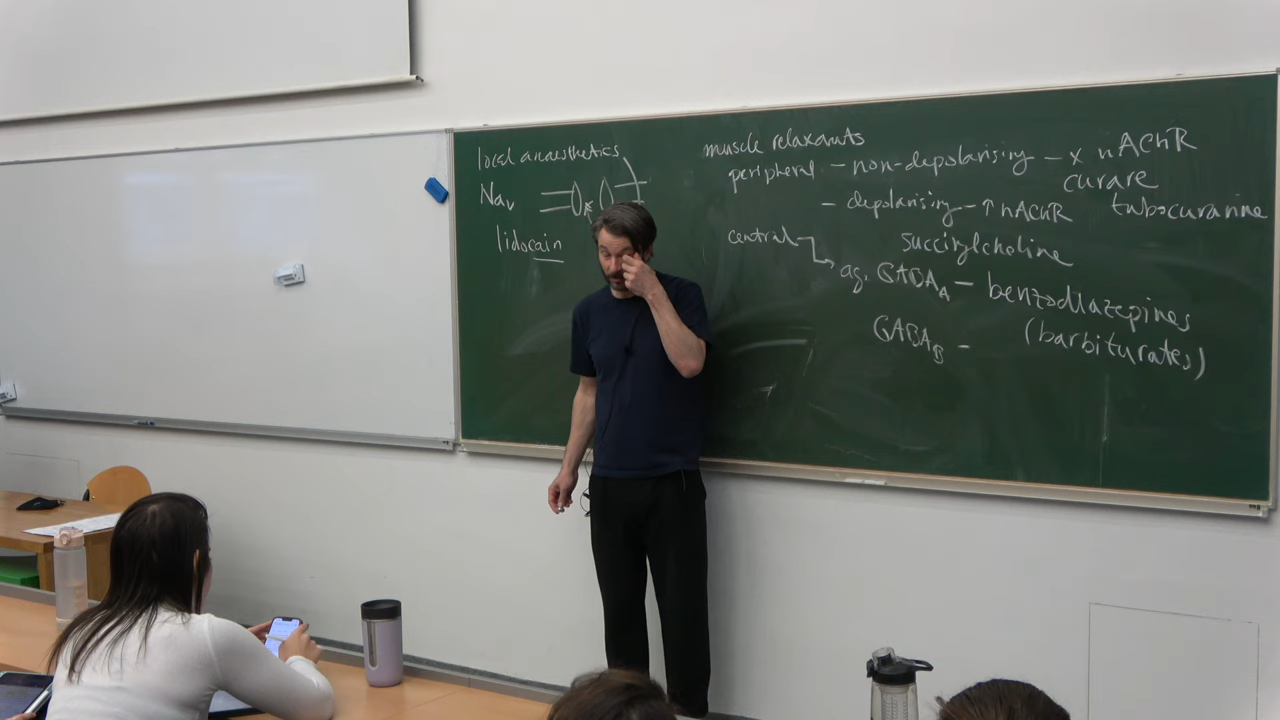 local anaesthetics
Nav
lidocain
muscle relaxants
peripheral - non-depolarising - x nAChR
curare
tubocuranine
- depolarising - ↑nAChR
succinylcholine
central
ag. GABAA - benzodiazepines
(barbiturates)
GABAB -